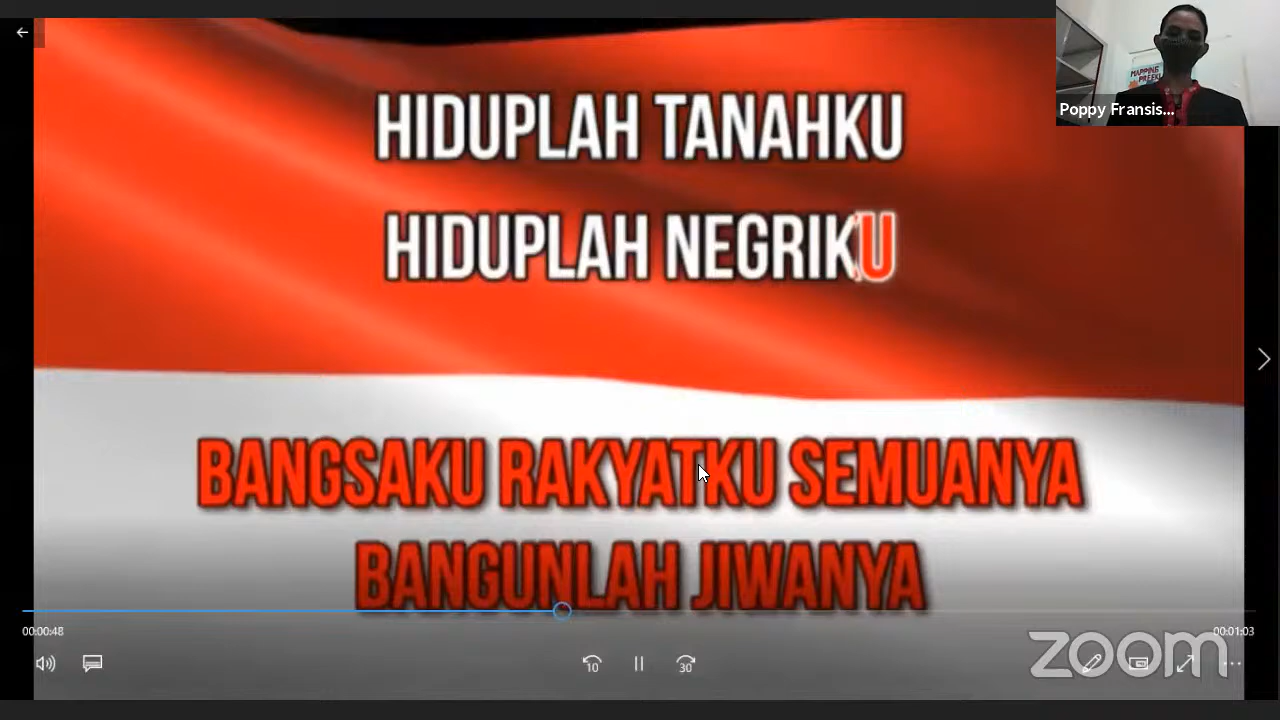 MAPPING
Poppy Fransis...
HIDUPLAH TANAHKU
HIDUPLAH NEGRIKU
BANGSAKU RAKYATKU SEMUANYA
BANGUNLAH JIWANYA
00:00:48
00:01:03
10
30
zoom